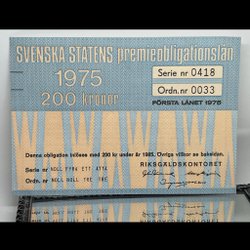 SVENSKA STATENS premieobligationslån
1975
200 kronor
Serie nr 0418
Ordn.nr 0033
FÖRSTA LÅNET 1975
Denna obligation inlöses med 200 kr under år 1985. Övriga villkor se baksidan.
RIKSGÄLDSKONTORET
Serie nr NOLL FYRA ETT ATTA
Ordn.nr NOLL NOLL TRE TRE